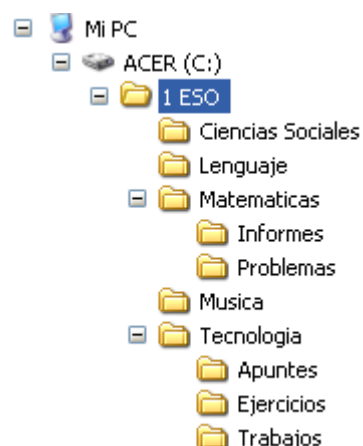 Mi PC
ACER (C:)
1 ESO
Ciencias Sociales
Lenguaje
Matematicas
Informes
Problemas
Musica
Tecnologia
Apuntes
Ejercicios
Trabajos